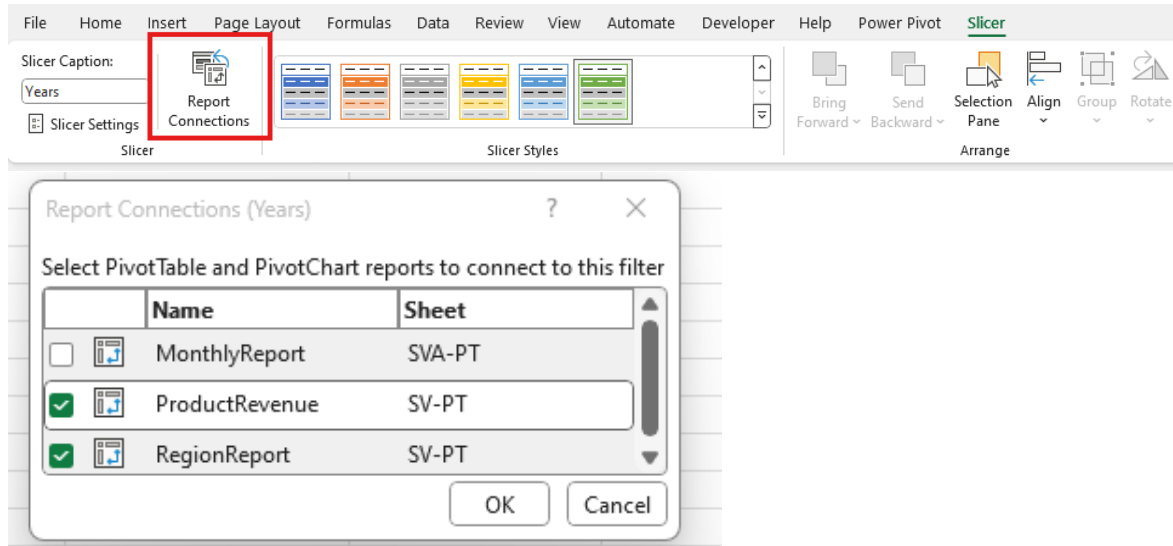 File Home Insert Page Layout Formulas Data Review View Automate Developer Help Power Pivot Slicer
Slicer Caption:
Years
Slicer Settings
Report
Connections
Slicer
Slicer Styles
Bring
Forward
Send
Backward
Selection
Pane
Align
Group
Rotate
Arrange
Report Connections (Years) ?
Select PivotTable and PivotChart reports to connect to this filter
Name Sheet
MonthlyReport SVA-PT
ProductRevenue SV-PT
RegionReport SV-PT
OK Cancel